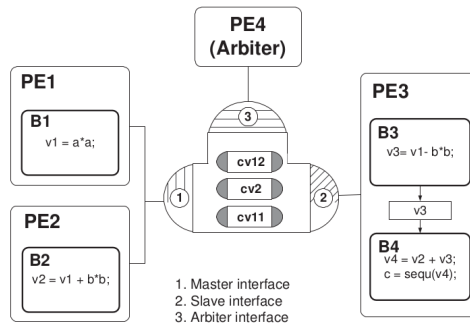 PE4
(Arbiter)
PE1
B1
v1 = a*a;
PE2
B2
v2 = v1 + b*b;
3
cv12
cv2
cv11
1
2
PE3
B3
v3= v1- b*b;
v3
B4
v4 = v2 + v3;
c = sequ(v4);
1. Master interface
2. Slave interface
3. Arbiter interface